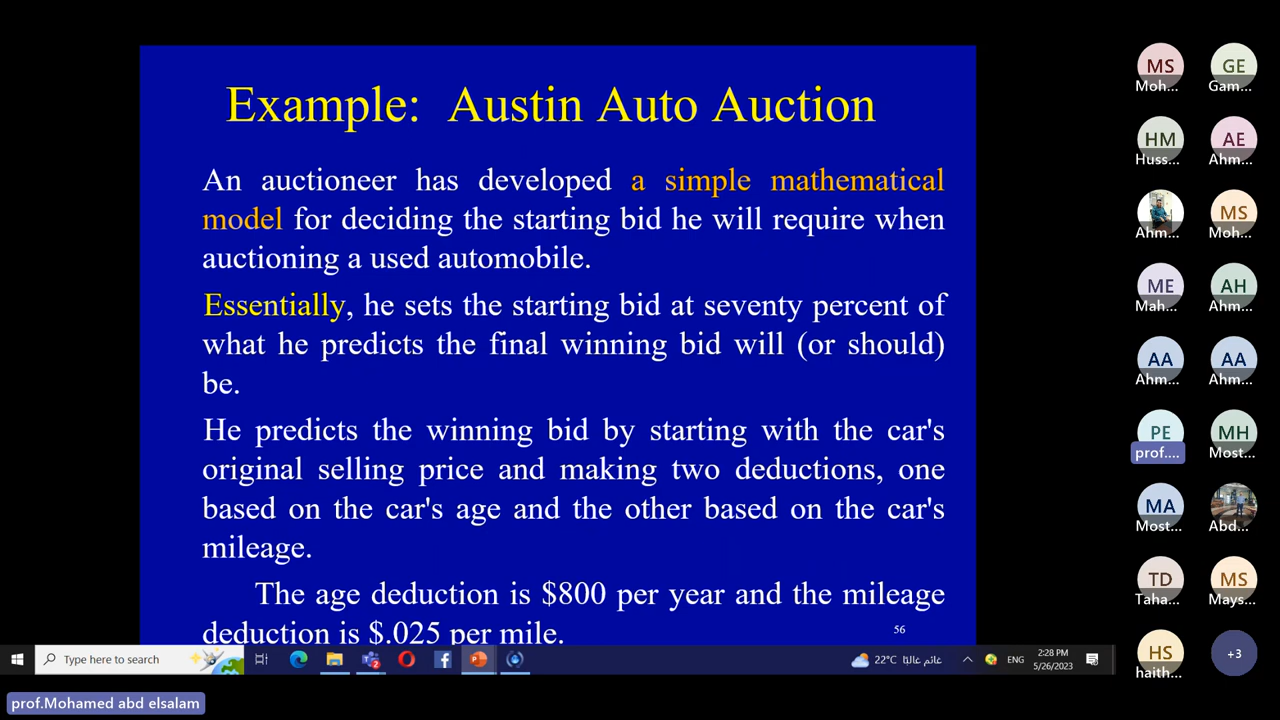 Example: Austin Auto Auction
An auctioneer has developed a simple mathematical
model for deciding the starting bid he will require when
auctioning a used automobile.
Essentially, he sets the starting bid at seventy percent of
what he predicts the final winning bid will (or should)
be.
He predicts the winning bid by starting with the car's
original selling price and making two deductions, one
based on the car's age and the other based on the car's
mileage.
The age deduction is $800 per year and the mileage
deduction is $.025 per mile.
56
MS
Moh...
GE
Gam...
HM
Huss...
AE
Ahm...
Ahm...
MS
Moh...
ME
Mah...
AH
Ahm...
AA
Ahm...
AA
Ahm...
PE
prof....
MH
Most...
MA
Most...
Abd...
TD
Taha...
MS
Mays...
HS
haith...
+3
Type here to search
22°C غائم غالبًا
ENG
2:28 PM
5/26/2023
prof.Mohamed abd elsalam